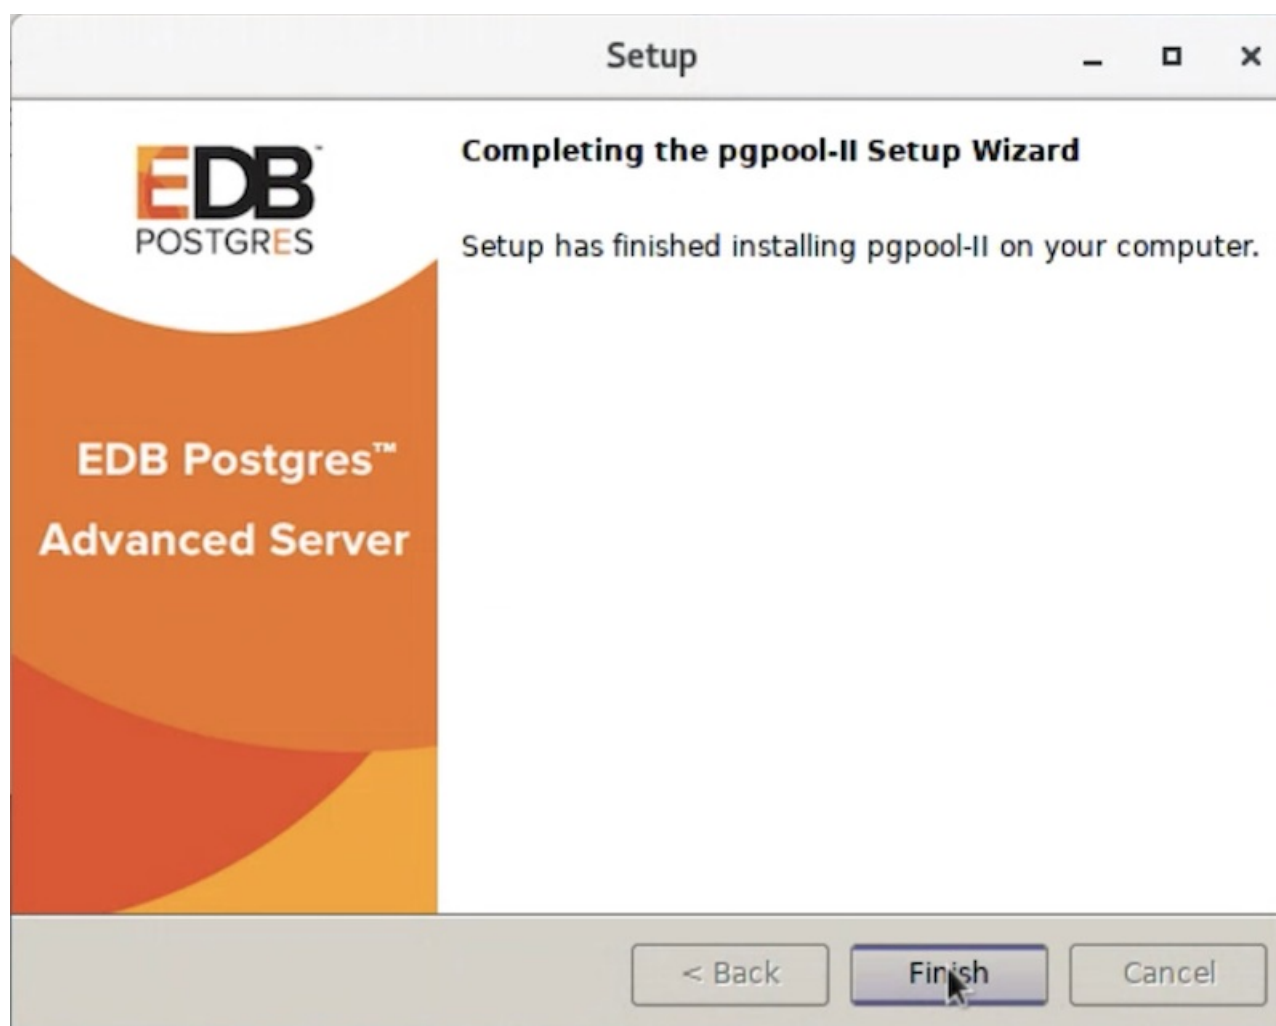 Setup
EDB™
POSTGRES
Completing the pgpool-II Setup Wizard
Setup has finished installing pgpool-II on your computer.
EDB Postgres™
Advanced Server
< Back
Finish
Cancel